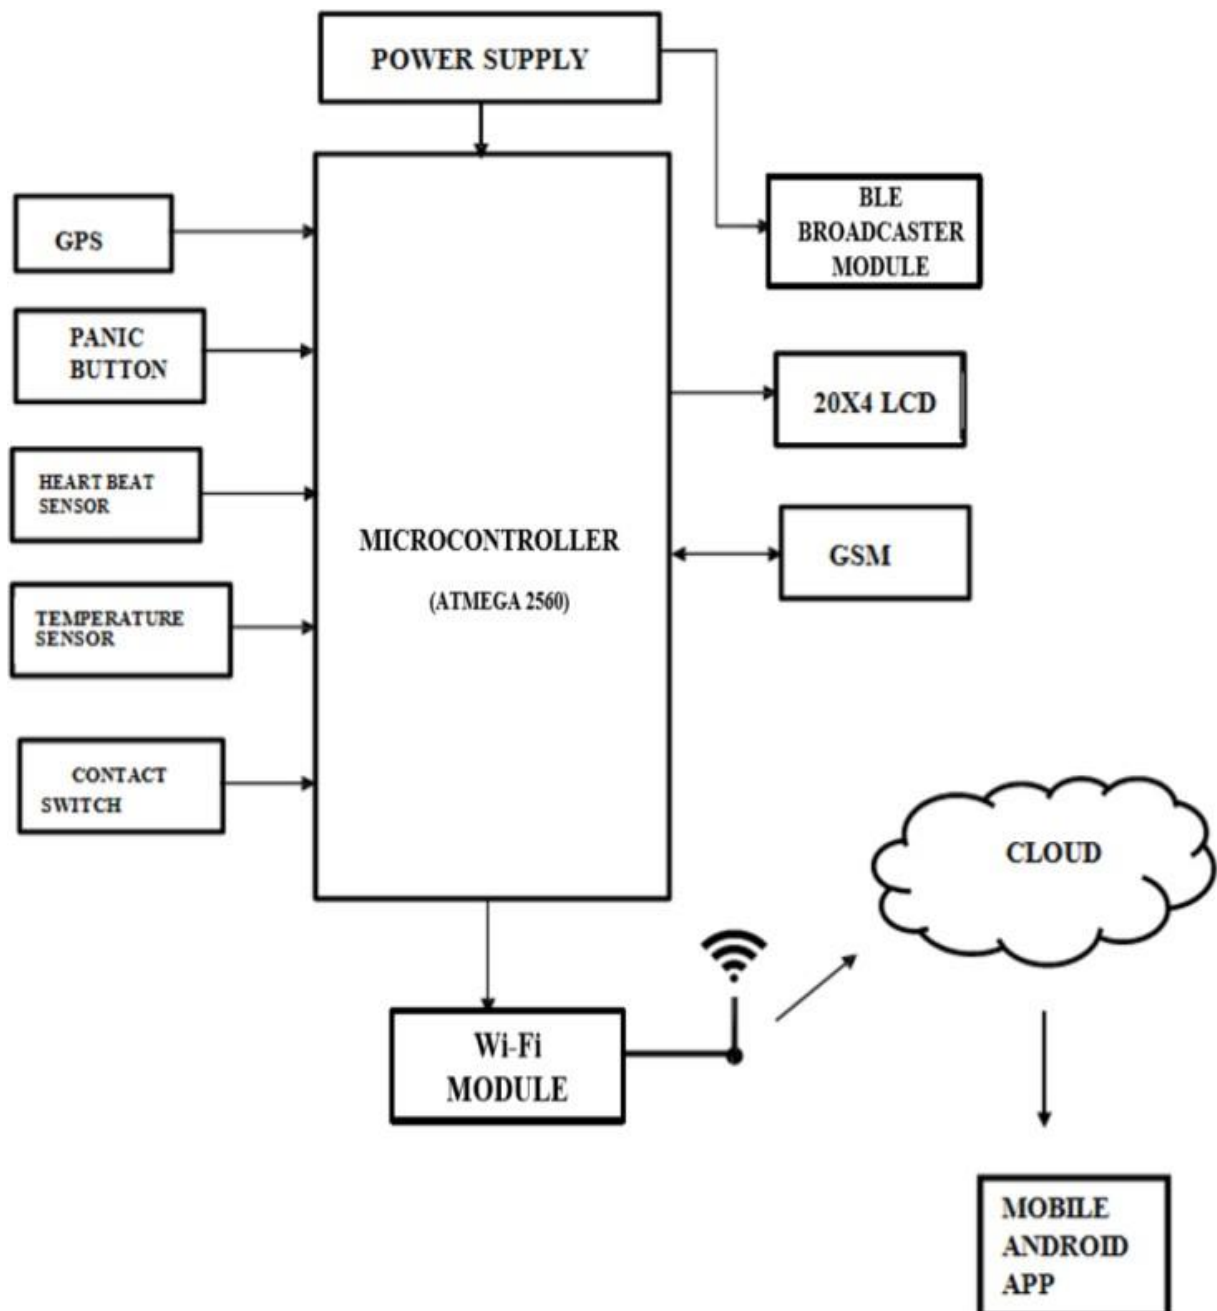 POWER SUPPLY
BLE
BROADCASTER
MODULE
GPS
PANIC
BUTTON
20X4 LCD
HEART BEAT
SENSOR
MICROCONTROLLER
(ATMEGA 2560)
GSM
TEMPERATURE
SENSOR
CONTACT
SWITCH
CLOUD
Wi-Fi
MODULE
MOBILE
ANDROID
APP